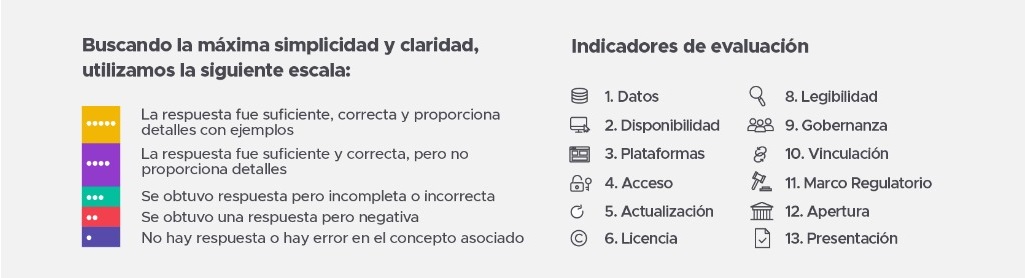 Buscando la máxima simplicidad y claridad,
utilizamos la siguiente escala:
La respuesta fue suficiente, correcta y proporciona
detalles con ejemplos
La respuesta fue suficiente y correcta, pero no
proporciona detalles
Se obtuvo respuesta pero incompleta o incorrecta
Se obtuvo una respuesta pero negativa
No hay respuesta o hay error en el concepto asociado
Indicadores de evaluación
1. Datos
2. Disponibilidad
3. Plataformas
4. Acceso
5. Actualización
6. Licencia
8. Legibilidad
9. Gobernanza
10. Vinculación
11. Marco Regulatorio
12. Apertura
13. Presentación